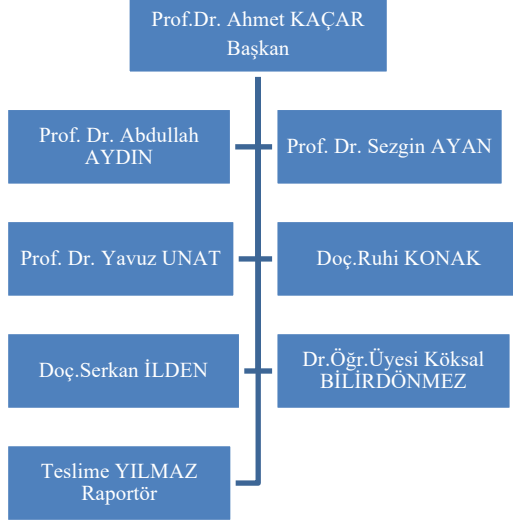 Prof.Dr. Ahmet KAÇAR
Başkan
Prof. Dr. Abdullah
AYDIN
Prof. Dr. Sezgin AYAN
Prof. Dr. Yavuz UNAT
Doç.Ruhi KONAK
Doç.Serkan İLDEN
Dr.Öğr.Üyesi Köksal
BİLİRDÖNMEZ
Teslime YILMAZ
Raportör